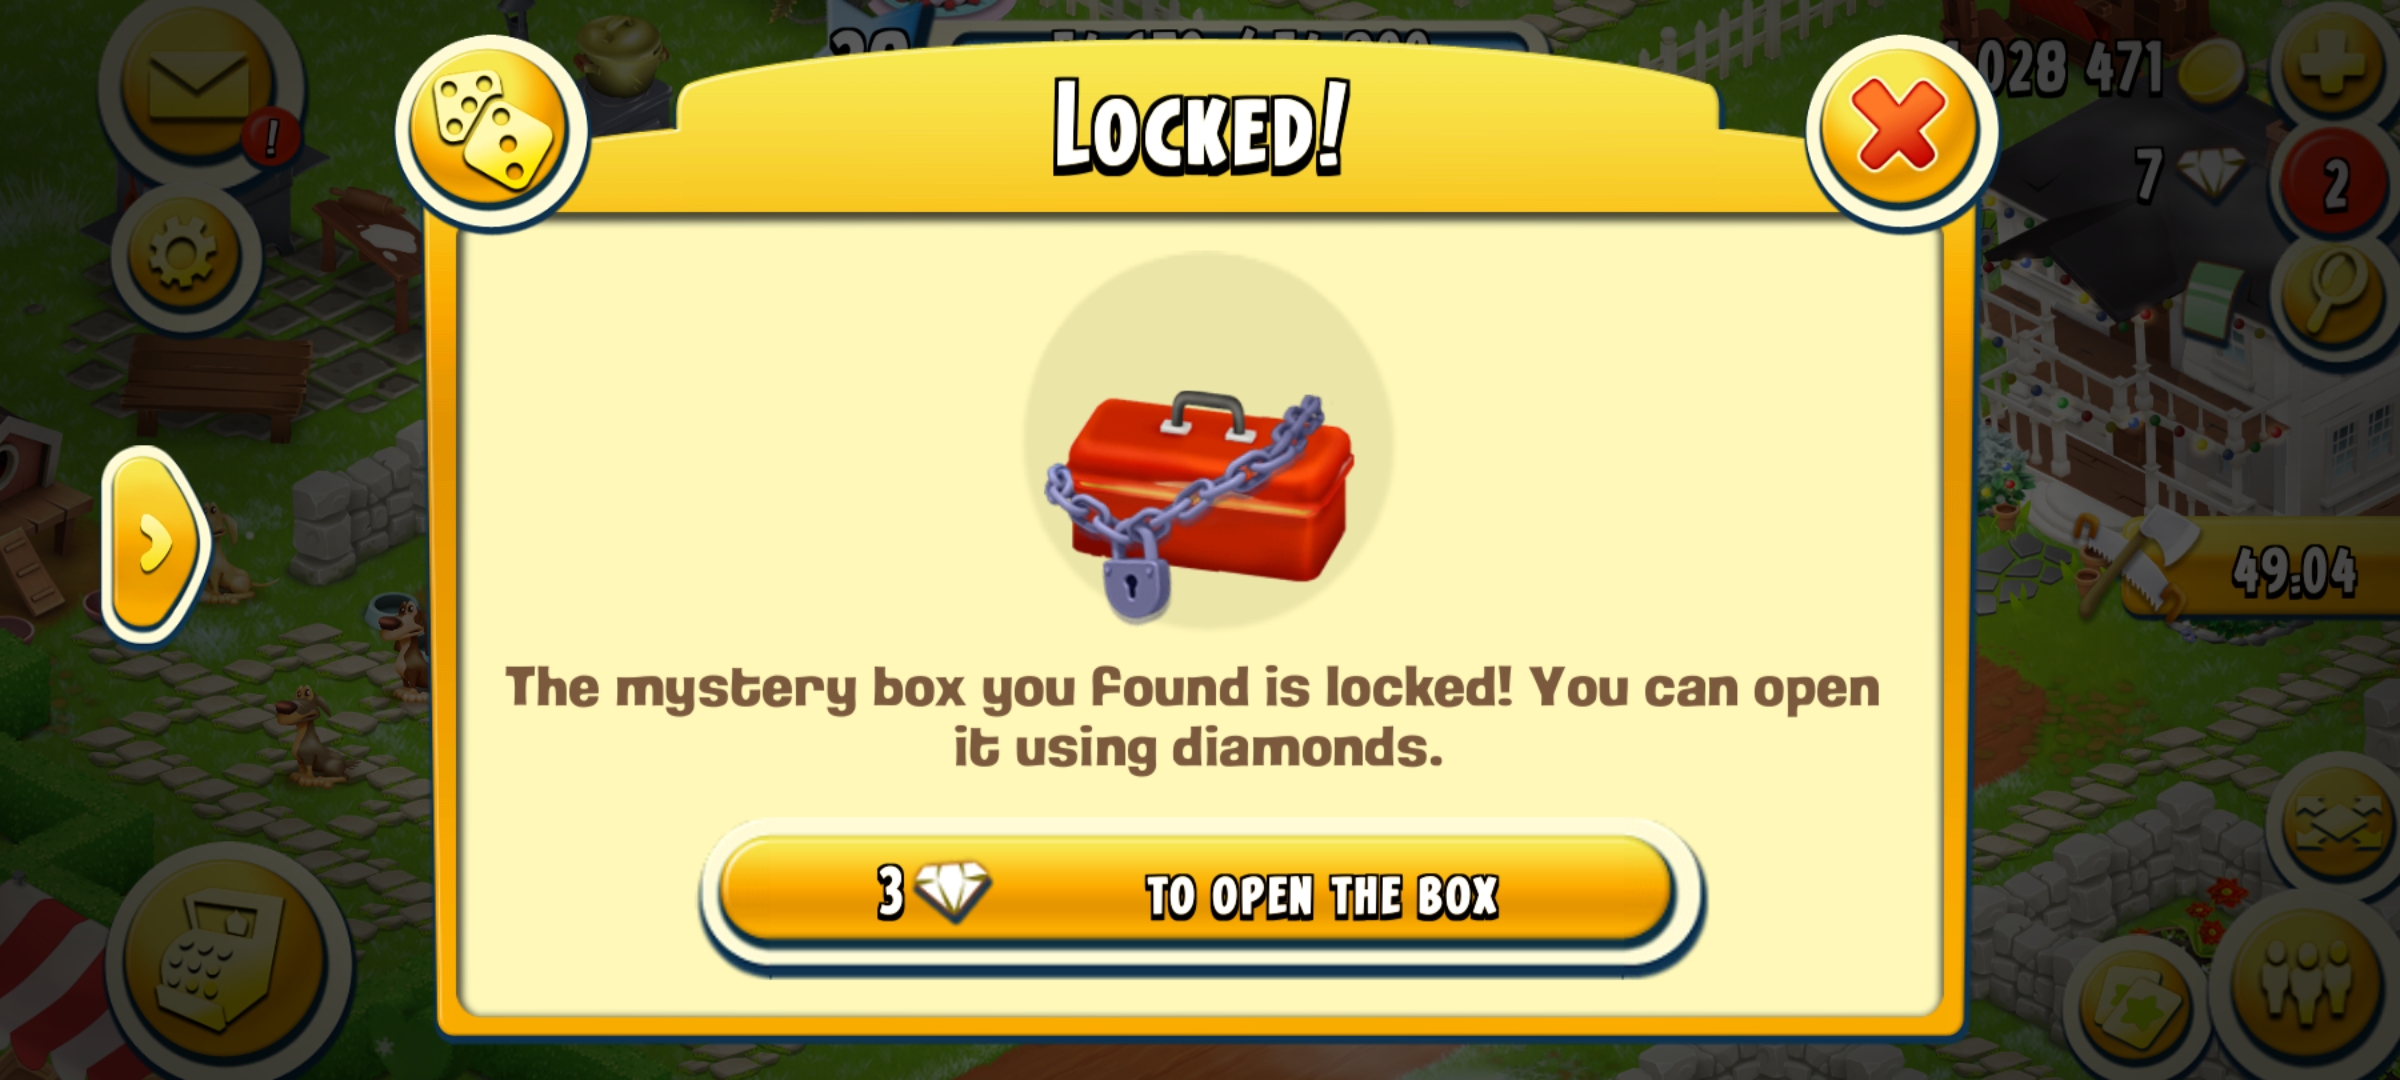 LOCKED!
028 471
!
7
2
49:04
The mystery box you found is locked! You can open
it using diamonds.
3 TO OPEN THE BOX